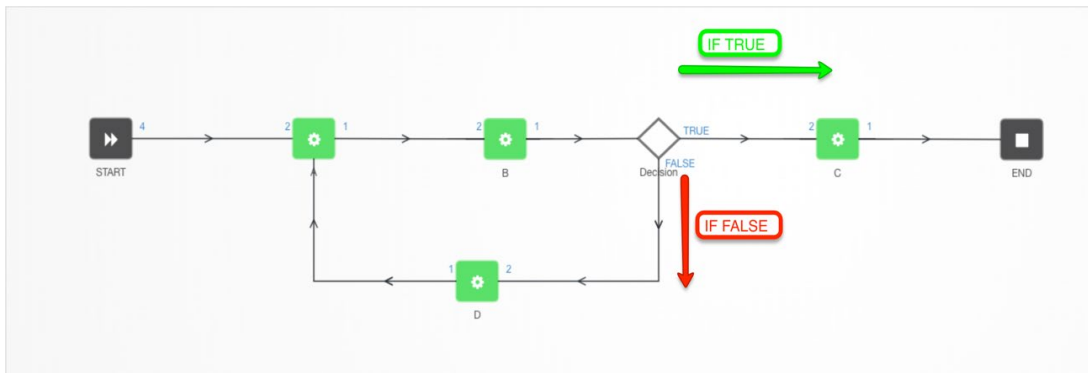 IF TRUE
4 2 1 2 1 TRUE 2 1
START B Decision FALSE C END
IF FALSE
1 2
D